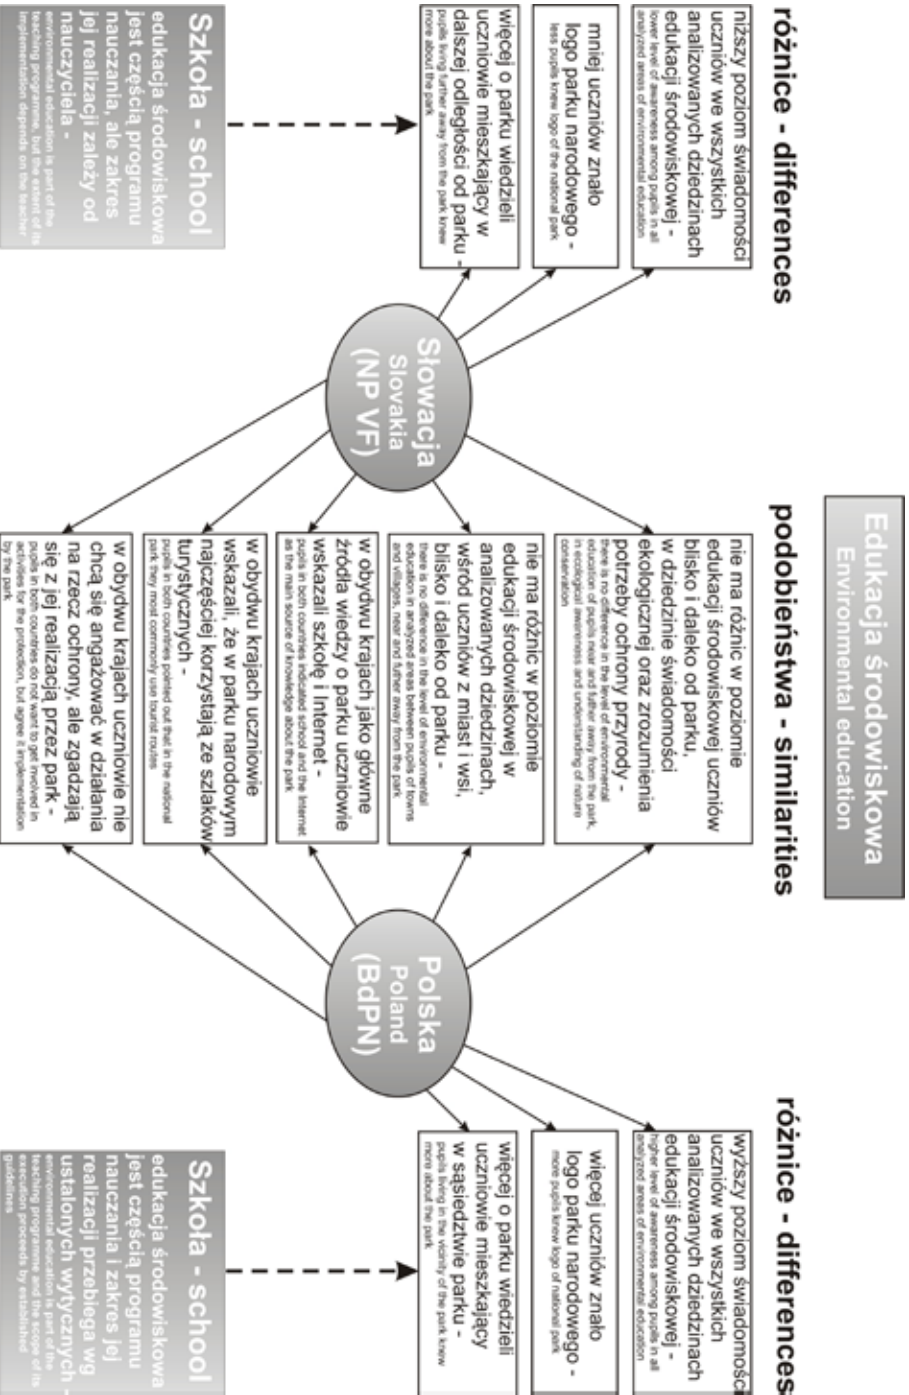 Edukacja środowiskowa
Environmental education
różnice - differences
niższy poziom świadomości
uczniów we wszystkich
analizowanych dziedzinach
edukacji środowiskowej -
lower level of awareness among pupils in all
analyzed areas of environmental education
mniej uczniów znało
logo parku narodowego -
less pupils knew logo of the national park
więcej o parku wiedzieli
uczniowie mieszkający w
dalszej odległości od parku -
pupils living further away from the park knew
more about the park
Szkoła - school
edukacja środowiskowa
jest częścią programu
nauczania, ale zakres
jej realizacji zależy od
nauczyciela -
environmental education is part of the
teaching programme, but the extent of its
implementation depends on the teacher
Słowacja
Slovakia
(NP VF)
podobieństwa - similarities
nie ma różnic w poziomie
edukacji środowiskowej uczniów
blisko i daleko od parku,
w dziedzinie świadomości
ekologicznej oraz zrozumienia
potrzeby ochrony przyrody -
there is no difference in the level of environmental
education of pupils near and futher away from the park,
in ecological awareness and understanding of nature
conservation
nie ma różnic w poziomie
edukacji środowiskowej w
analizowanych dziedzinach,
wśród uczniów z miast i wsi,
blisko i daleko od parku -
there is no difference in the level of environmental
education in analyzed areas between pupils of towns
and villages, near and futher away from the park
w obydwu krajach jako główne
źródła wiedzy o parku uczniowie
wskazali szkołę i Internet -
pupils in both countries indicated school and the Internet
as the main source of knowledge about the park
w obydwu krajach uczniowie
wskazali, że w parku narodowym
najczęściej korzystają ze szlaków
turystycznych -
pupils in both countries pointed out that in the national
park they most commonly use tourist routes
w obydwu krajach uczniowie nie
chcą się angażować w działania
na rzecz ochrony, ale zgadzają
się z jej realizacją przez park -
pupils in both countries do not want to get involved in
activities for the protection, but agree it implementation
by the park
Polska
Poland
(BdPN)
różnice - differences
wyższy poziom świadomości
uczniów we wszystkich
analizowanych dziedzinach
edukacji środowiskowej -
higher level of awareness among pupils in all
analyzed areas of environmental education
więcej uczniów znało
logo parku narodowego -
more pupils knew logo of national park
więcej o parku wiedzieli
uczniowie mieszkający
w sąsiedztwie parku -
pupils living in the vicinity of the park knew
more about the park
Szkoła - school
edukacja środowiskowa
jest częścią programu
nauczania i zakres jej
realizacji przebiega wg
ustalonych wytycznych -
environmental education is part of the
teaching programme and the scope of its
execution proceeds by established
guidelines